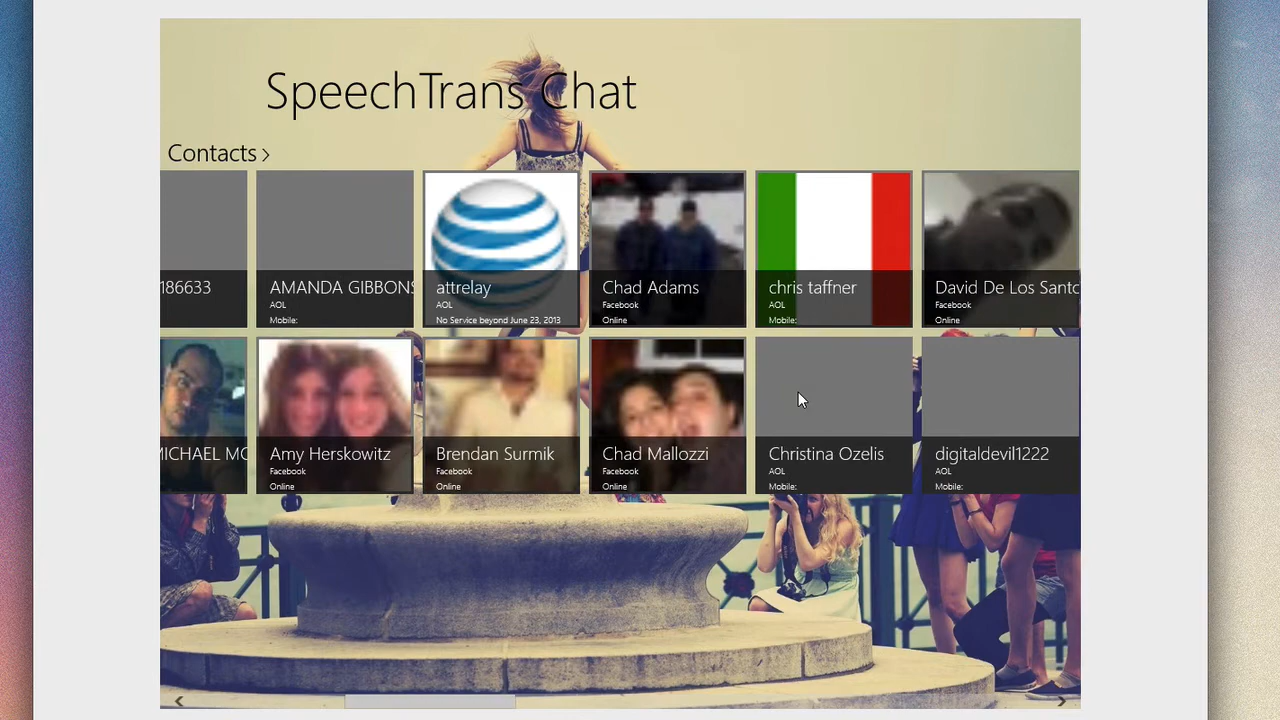 SpeechTrans Chat
Contacts
186633
AMANDA GIBBONS
AOL
Mobile:
attrelay
AOL
No Service beyond June 23, 2013
Chad Adams
Facebook
Online
chris taffner
AOL
Mobile:
David De Los Santo
Facebook
Online
MICHAEL MC
Amy Herskowitz
Facebook
Online
Brendan Surmik
Facebook
Online
Chad Mallozzi
Facebook
Online
Christina Ozelis
AOL
Mobile:
digitaldevil1222
AOL
Mobile: